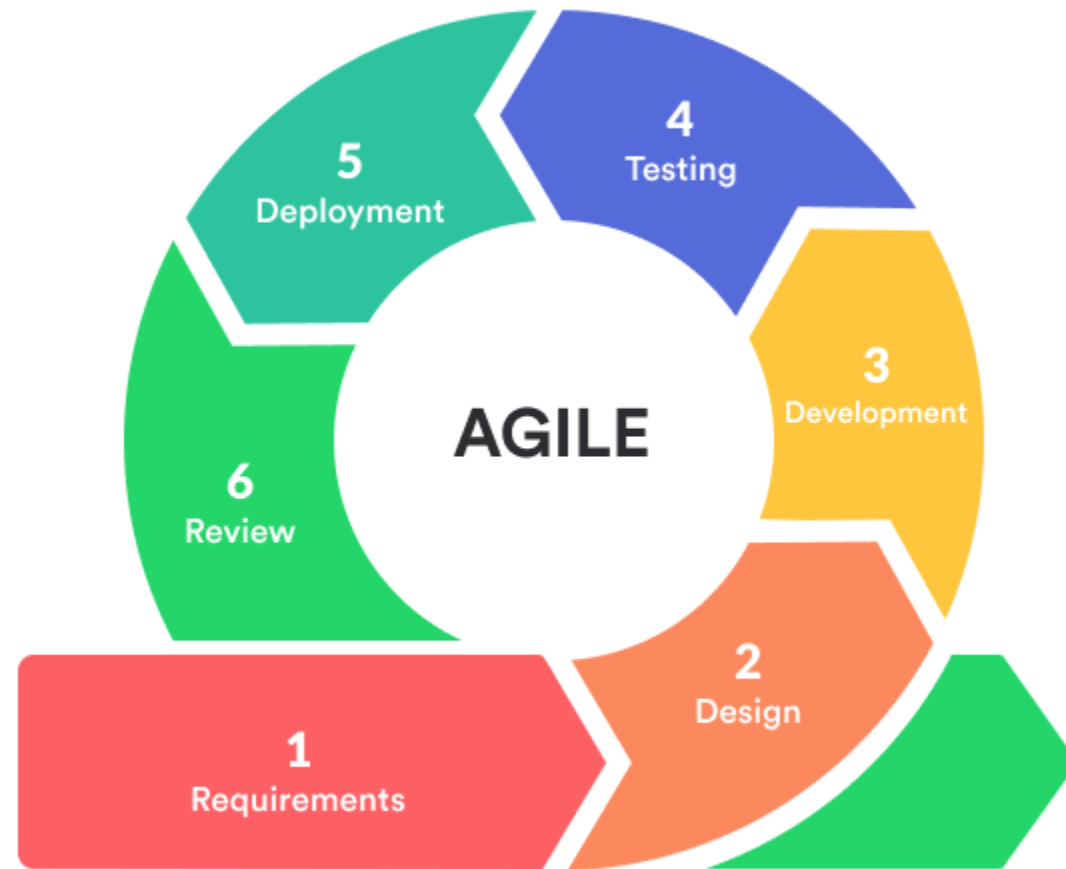 AGILE
1
Requirements
2
Design
3
Development
4
Testing
5
Deployment
6
Review